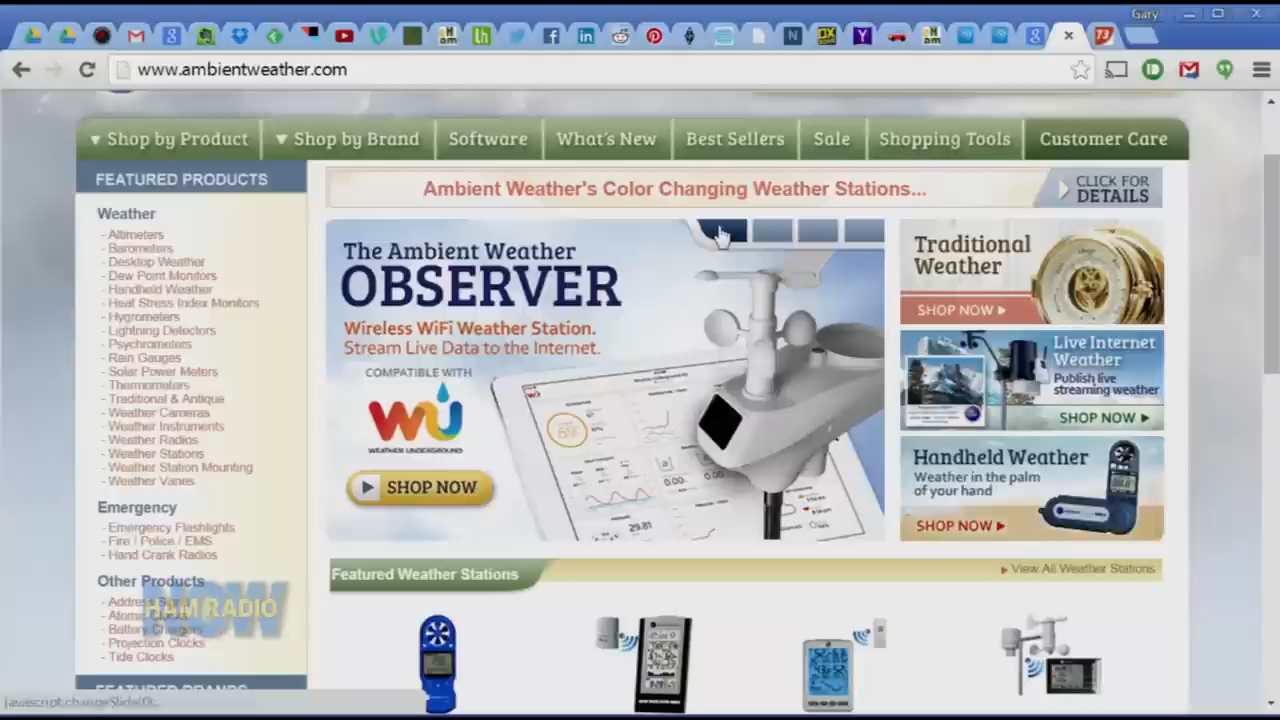 Gary
www.ambientweather.com
▼ Shop by Product
▼ Shop by Brand
Software
What's New
Best Sellers
Sale
Shopping Tools
Customer Care
FEATURED PRODUCTS
Weather
- Altimeters
- Barometers
- Desktop Weather
- Dew Point Monitors
- Handheld Weather
- Heat Stress Index Monitors
- Hygrometers
- Lightning Detectors
- Psychrometers
- Rain Gauges
- Solar Power Meters
- Thermometers
- Traditional & Antique
- Weather Cameras
- Weather Instruments
- Weather Radios
- Weather Stations
- Weather Station Mounting
- Weather Vanes
Emergency
- Emergency Flashlights
- Fire / Police / EMS
- Hand Crank Radios
Other Products
- Projection Clocks
- Tide Clocks
HAM RADIO
NOW
FEATURED BRANDS
Ambient Weather's Color Changing Weather Stations...
CLICK FOR
DETAILS
The Ambient Weather
OBSERVER
Wireless WiFi Weather Station.
Stream Live Data to the Internet.
COMPATIBLE WITH
WU
WEATHER UNDERGROUND
SHOP NOW
29.81
Traditional
Weather
SHOP NOW ▶
Live Internet
Weather
Publish live
streaming weather
SHOP NOW ▶
Handheld Weather
Weather in the palm
of your hand
SHOP NOW ▶
Featured Weather Stations
▸ View All Weather Stations